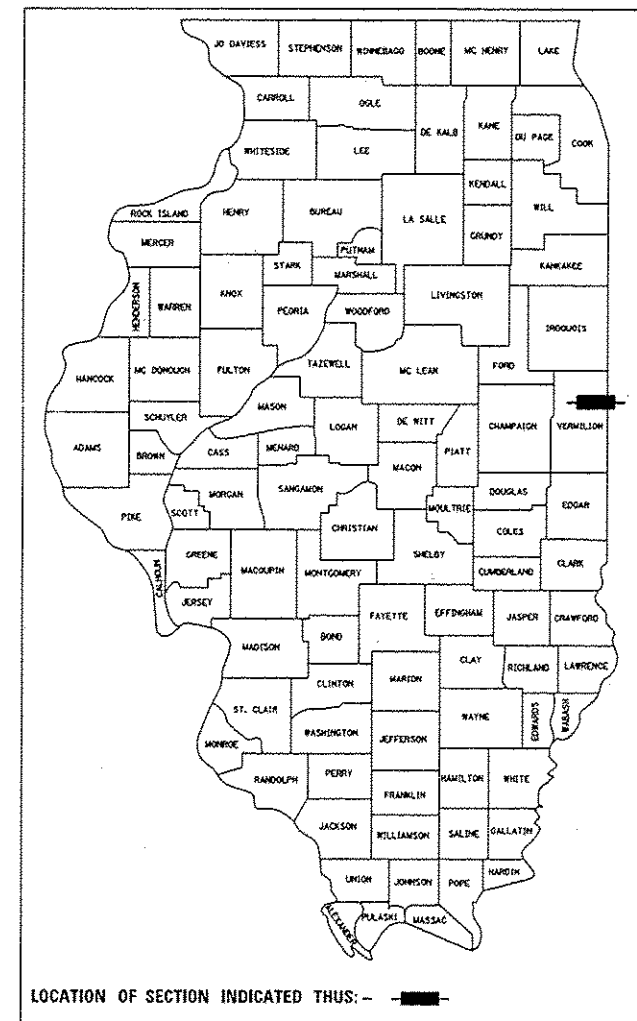 JO DAVIESS STEPHENSON WINNEBAGO BOONE MC HENRY LAKE
CARROLL OGLE DE KALB KANE DU PAGE COOK
WHITESIDE LEE
KENDALL WILL
ROCK ISLAND HENRY BUREAU LA SALLE GRUNDY
MERCER PUTNAM KANKAKEE
STARK MARSHALL
HENDERSON WARREN KNOX PEORIA WOODFORD LIVINGSTON IROQUOIS
HANCOCK MC DONOUGH FULTON TAZEWELL MC LEAN FORD
SCHUYLER MASON LOGAN DE WITT CHAMPAIGN VERMILION
ADAMS BROWN CASS MENARD MACON PIATT
PIKE SCOTT MORGAN SANGAMON CHRISTIAN MOULTRIE DOUGLAS EDGAR
COLES
GREENE MACOUPIN MONTGOMERY SHELBY CUMBERLAND CLARK
CALHOUN JERSEY
FAYETTE EFFINGHAM JASPER CRAWFORD
MADISON BOND
CLAY RICHLAND LAWRENCE
CLINTON MARION
ST. CLAIR WAYNE EDWARDS WABASH
MONROE WASHINGTON JEFFERSON
RANDOLPH PERRY HAMILTON WHITE
FRANKLIN
JACKSON WILLIAMSON SALINE GALLATIN
UNION JOHNSON POPE HARDIN
ALEXANDER PULASKI MASSAC
LOCATION OF SECTION INDICATED THUS: -